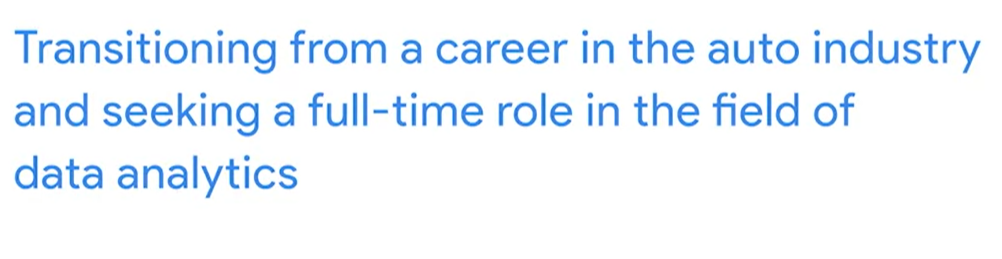 Transitioning from a career in the auto industry
and seeking a full-time role in the field of
data analytics